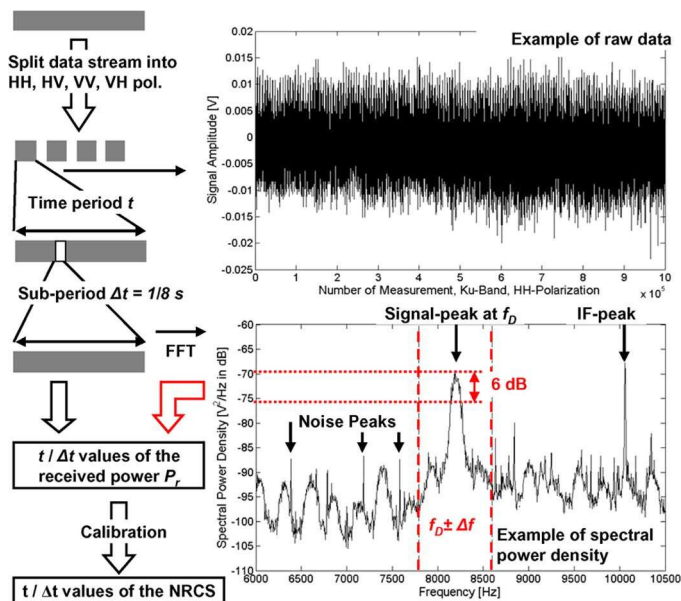 Split data stream into
HH, HV, VV, VH pol.
Time period t
Sub-period Δt = 1/8 s
FFT
t / Δt values of the
received power Pr
Calibration
t / Δt values of the NRCS
Example of raw data
Signal Amplitude [V]
0.02
0.015
0.01
0.005
0
-0.005
-0.01
-0.015
-0.02
-0.025
0 1 2 3 4 5 6 7 8 9 10
x 10^5
Number of Measurement, Ku-Band, HH-Polarization
Signal-peak at fD
IF-peak
6 dB
Noise Peaks
fD ± Δf
Example of spectral
power density
Spectral Power Density [V²/Hz in dB]
-60
-65
-70
-75
-80
-85
-90
-95
-100
-105
-110
6000 6500 7000 7500 8000 8500 9000 9500 10000 10500
Frequency [Hz]